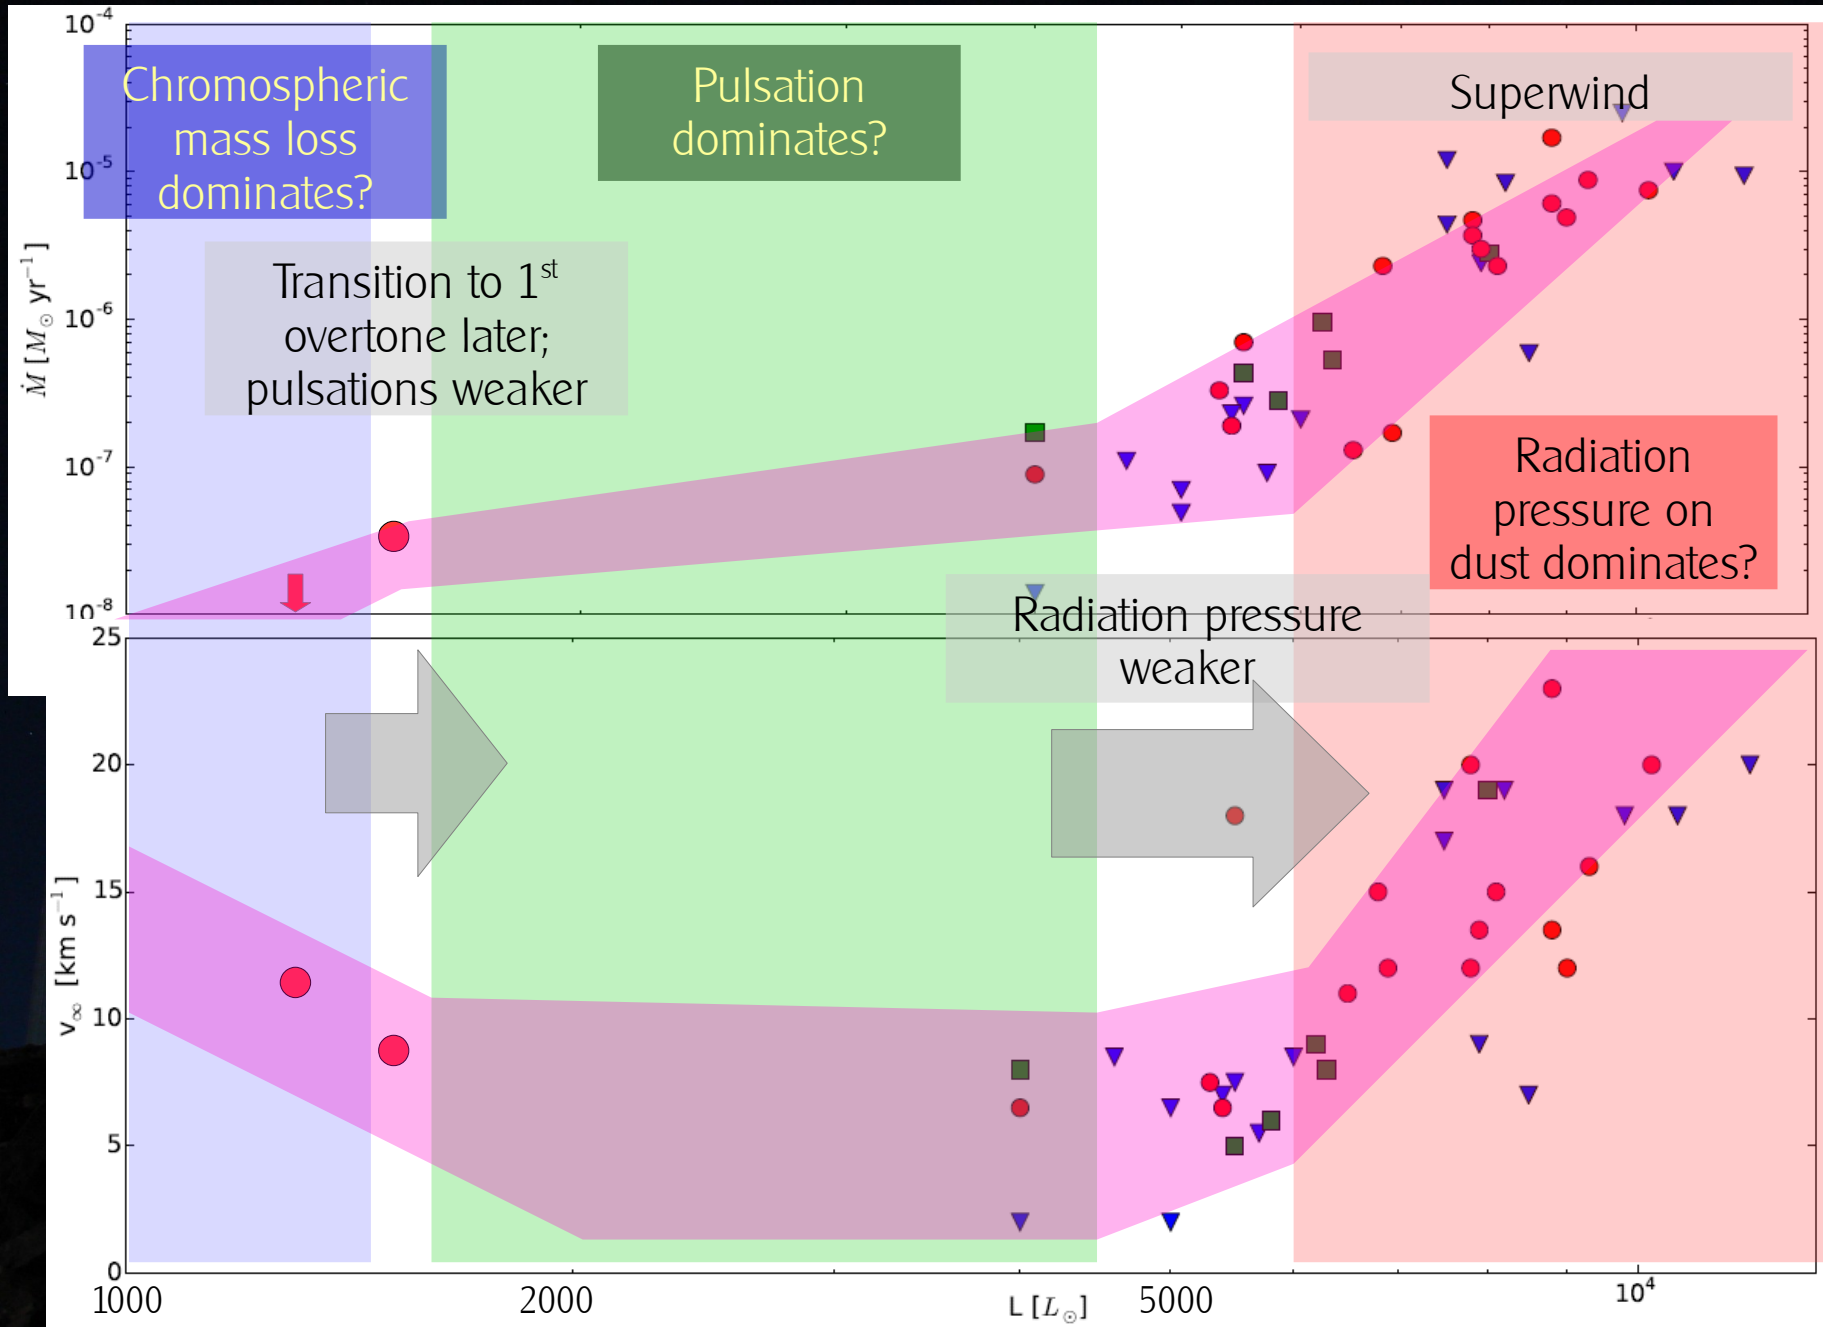 10⁻⁴
Chromospheric
mass loss
dominates?
Pulsation
dominates?
Superwind
10⁻⁵
Transition to 1ˢᵗ
overtone later;
pulsations weaker
10⁻⁶
Ṁ [M⊙ yr⁻¹]
10⁻⁷
Radiation
pressure on
dust dominates?
10⁻⁸
Radiation pressure
weaker
25
20
15
10
5
0
v∞ [km s⁻¹]
1000
2000
5000
10⁴
L [L⊙]